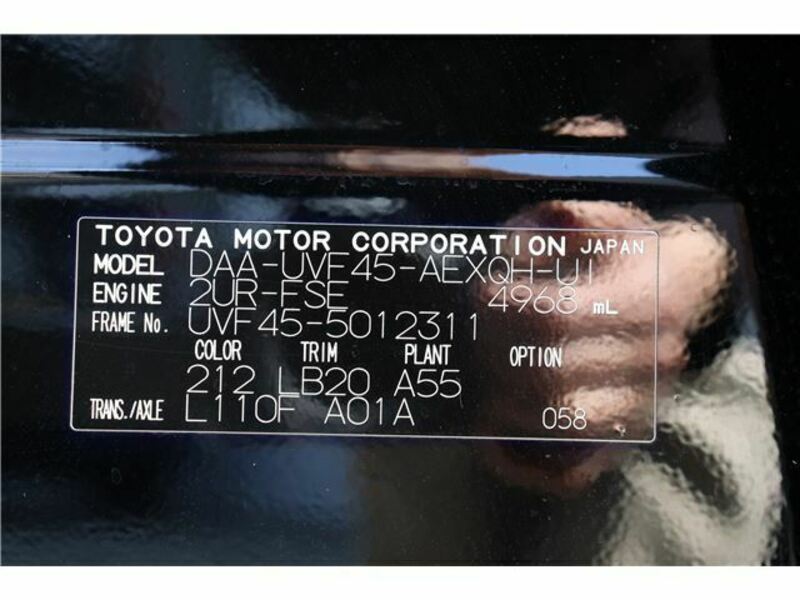 TOYOTA MOTOR CORPORATION JAPAN
MODEL DAA-UVF45-AEXQH-U1
ENGINE 2UR-FSE 4968 mL
FRAME No. UVF45-5012311
COLOR TRIM PLANT OPTION
212 LB20 A55
TRANS./AXLE L110F A01A 058